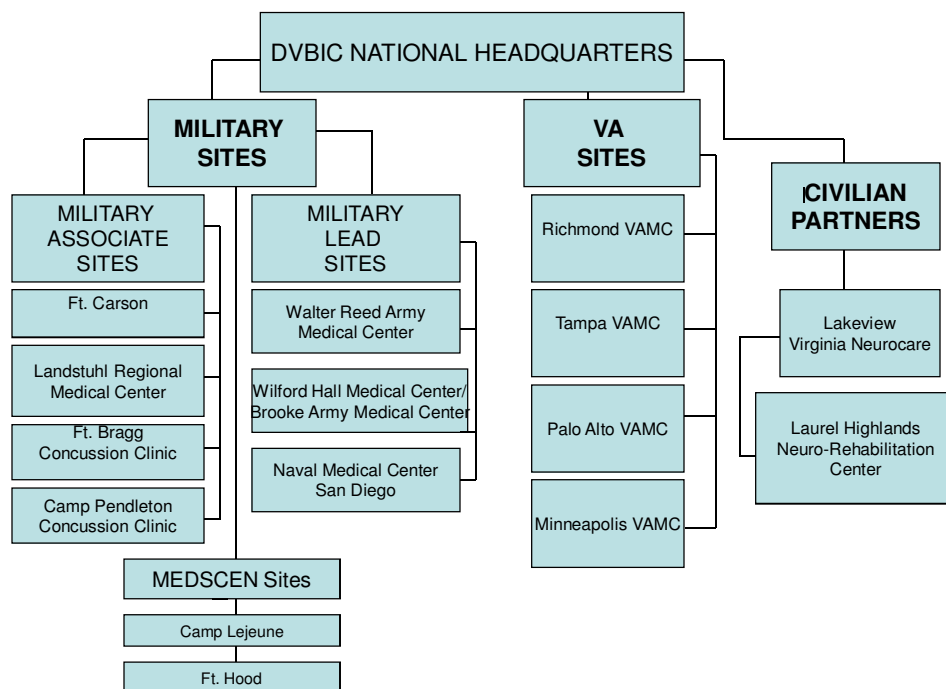 DVBIC NATIONAL HEADQUARTERS
MILITARY
SITES
VA
SITES
CIVILIAN
PARTNERS
MILITARY
ASSOCIATE
SITES
Ft. Carson
Landstuhl Regional
Medical Center
Ft. Bragg
Concussion Clinic
Camp Pendleton
Concussion Clinic
MILITARY
LEAD
SITES
Walter Reed Army
Medical Center
Wilford Hall Medical Center/
Brooke Army Medical Center
Naval Medical Center
San Diego
MEDSCEN Sites
Camp Lejeune
Ft. Hood
Richmond VAMC
Tampa VAMC
Palo Alto VAMC
Minneapolis VAMC
Lakeview
Virginia Neurocare
Laurel Highlands
Neuro-Rehabilitation
Center